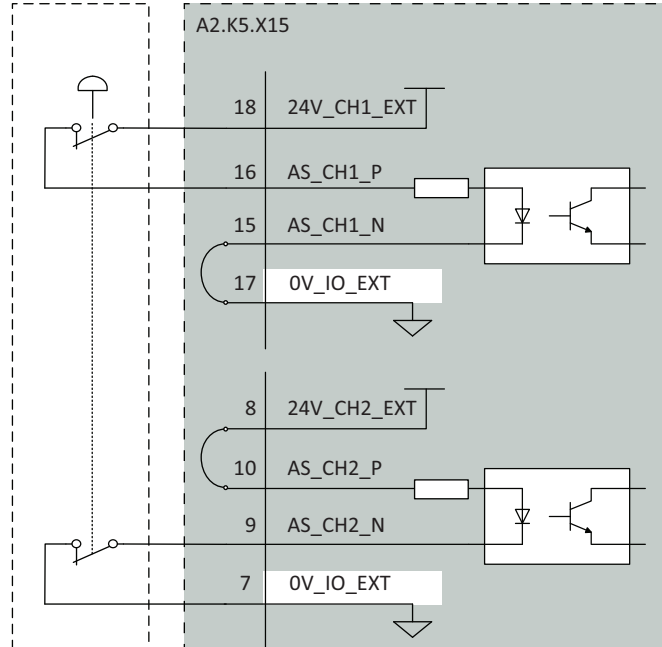 A2.K5.X15
18 24V_CH1_EXT
16 AS_CH1_P
15 AS_CH1_N
17 0V_IO_EXT
8 24V_CH2_EXT
10 AS_CH2_P
9 AS_CH2_N
7 0V_IO_EXT